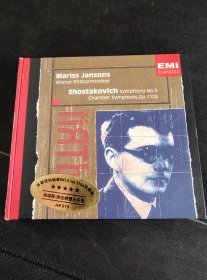 Mariss Jansons
Wiener Philharmoniker
EMI
CLASSICS
Shostakovich Symphony No 5
Chamber Symphony, Op. 110a
★★★★★